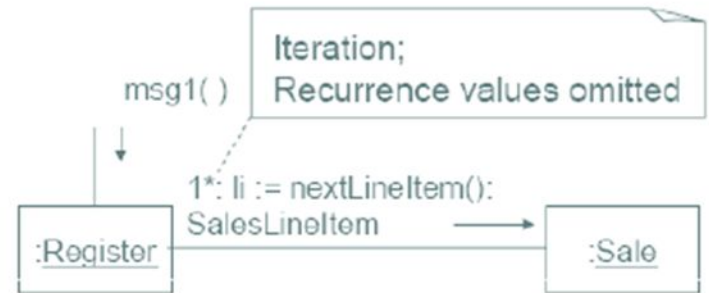 Iteration;
Recurrence values omitted
msg1( )
1*: li := nextLineItem():
SalesLineItem
:Register
:Sale